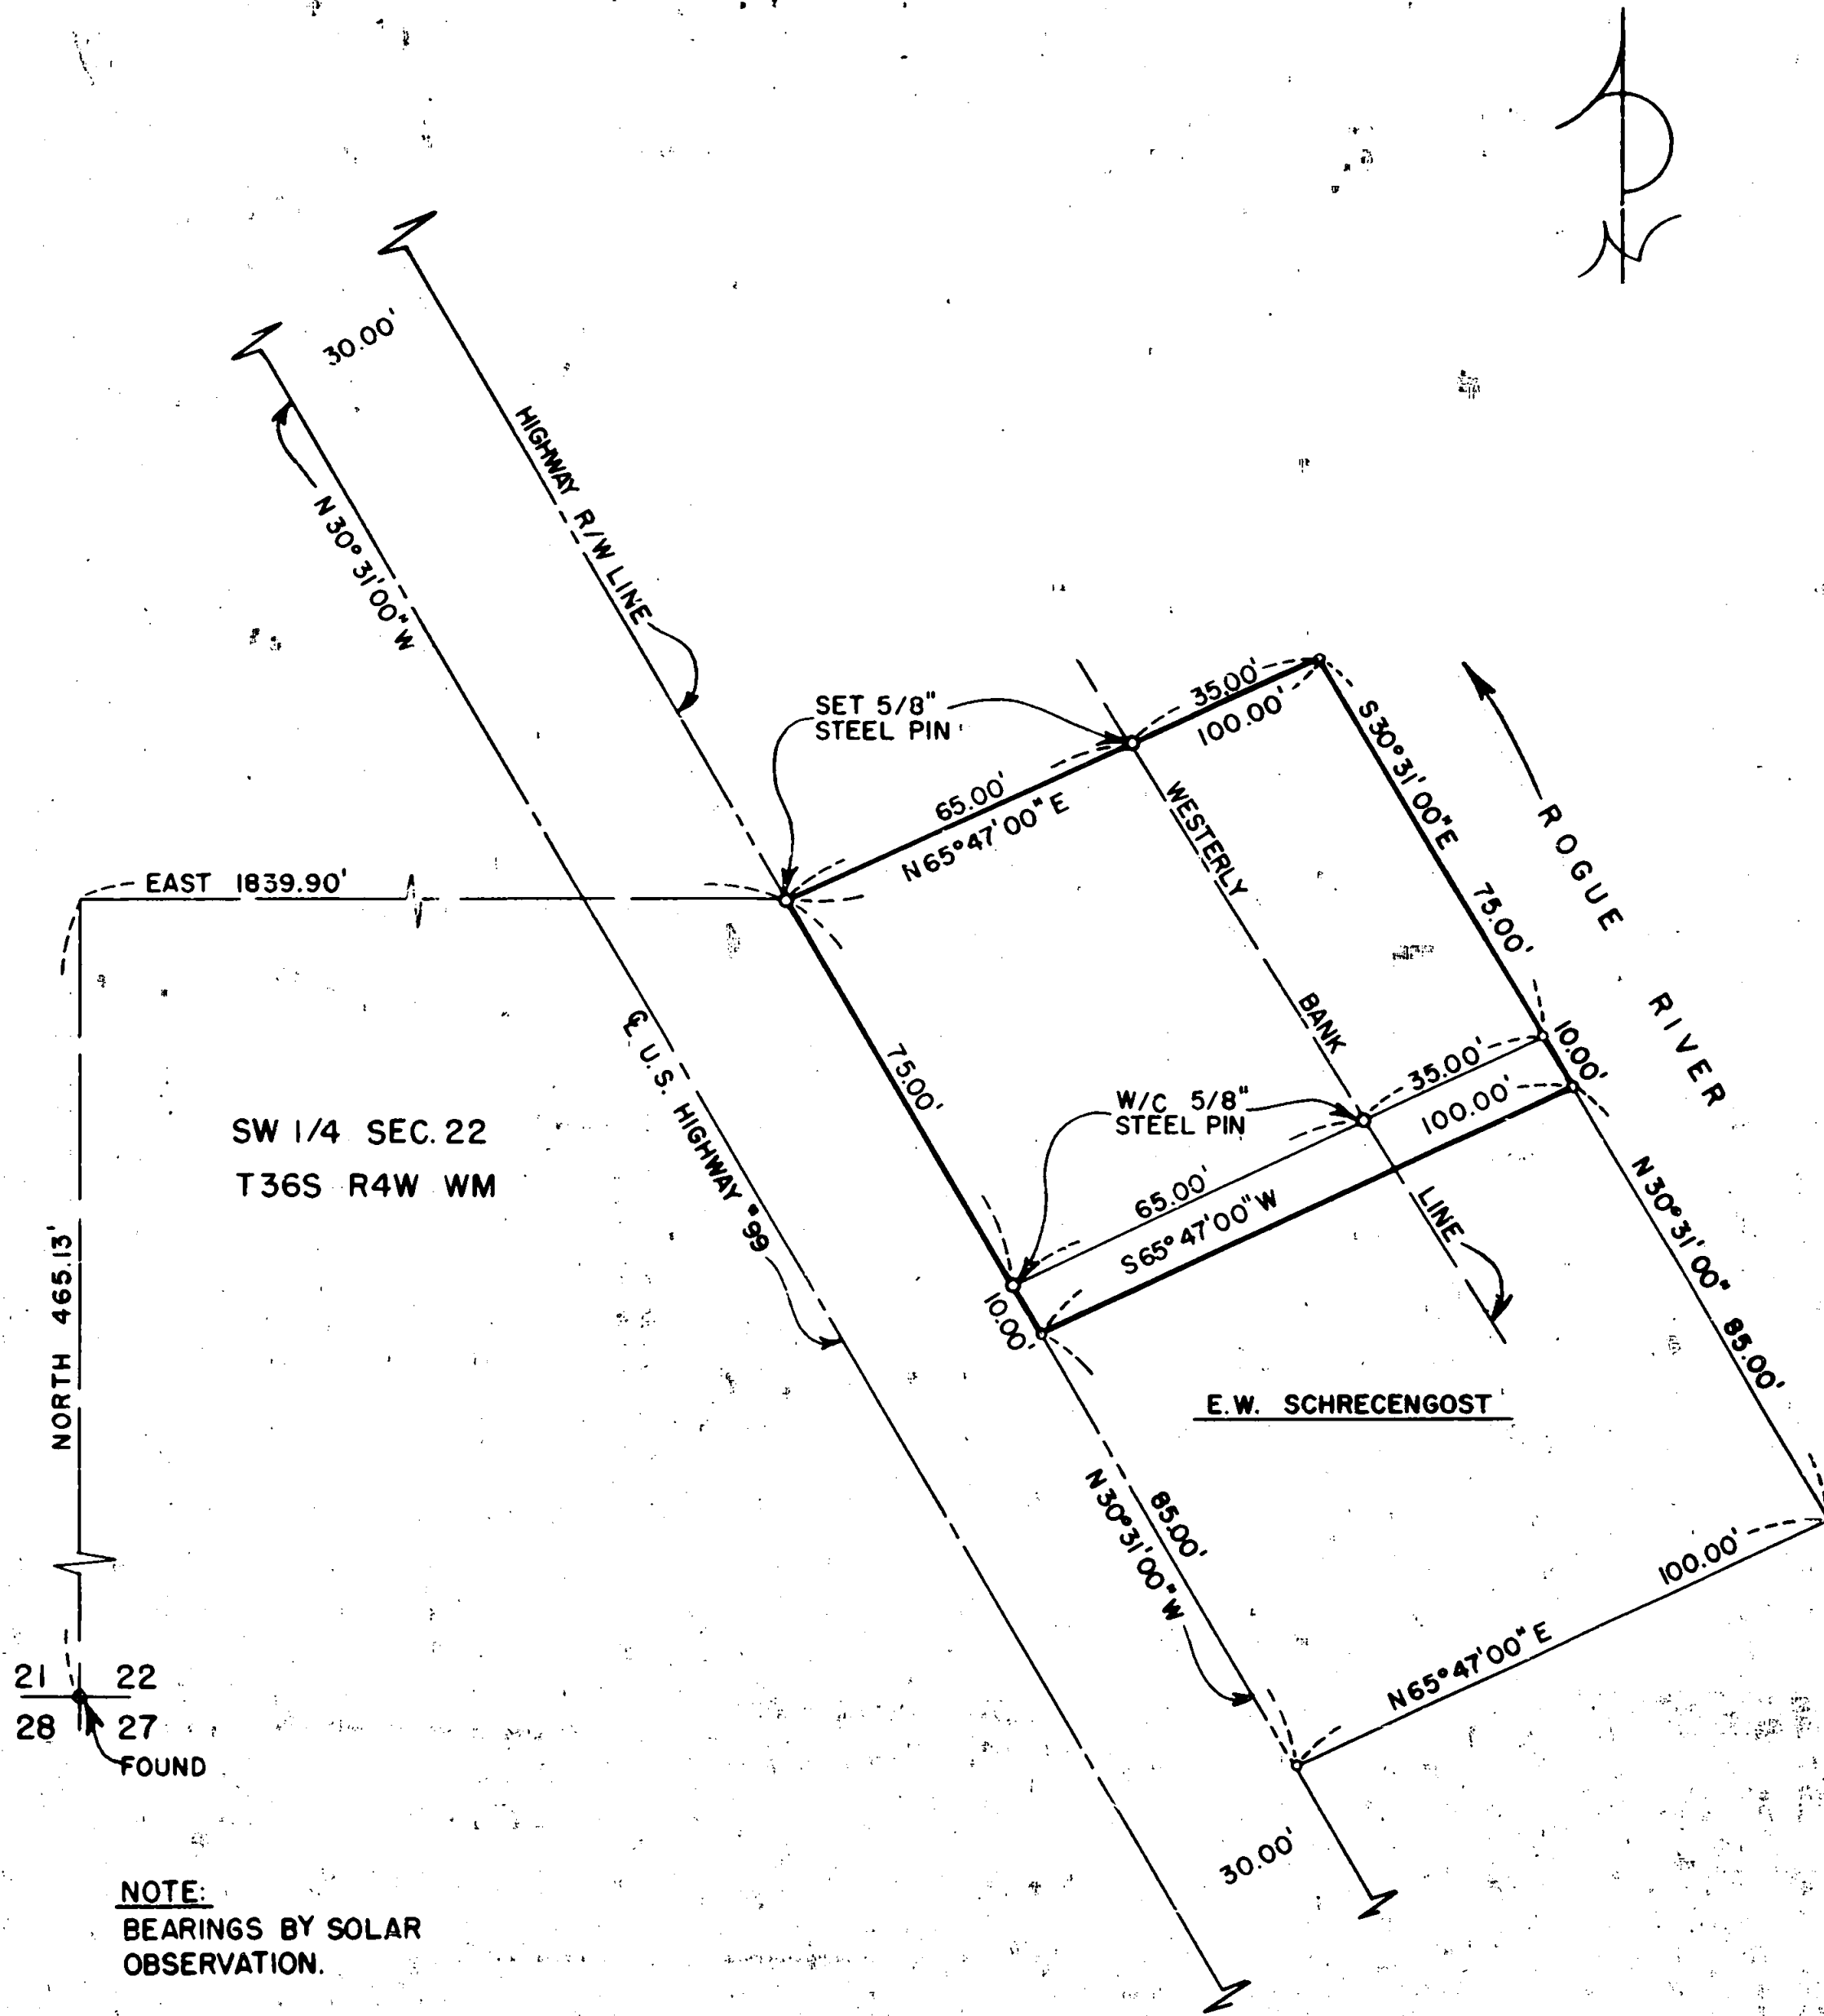 30.00'
HIGHWAY R/W LINE
N 30° 31' 00" W
SET 5/8"
STEEL PIN
35.00'
100.00'
S 30° 31' 00" E
65.00'
N 65° 47' 00" E
WESTERLY
BANK
LINE
ROGUE
RIVER
EAST 1839.90'
75.00'
75.00'
10.00'
35.00'
100.00'
W/C 5/8"
STEEL PIN
65.00'
S 65° 47' 00" W
℄ U.S. HIGHWAY #99
SW 1/4 SEC. 22
T36S R4W WM
NORTH 465.13'
10.00'
N 30° 31' 00"
85.00'
E.W. SCHRECENGOST
85.00'
N 30° 31' 00" W
100.00'
N 65° 47' 00" E
21 22
28 27
FOUND
30.00'
NOTE:
BEARINGS BY SOLAR
OBSERVATION.